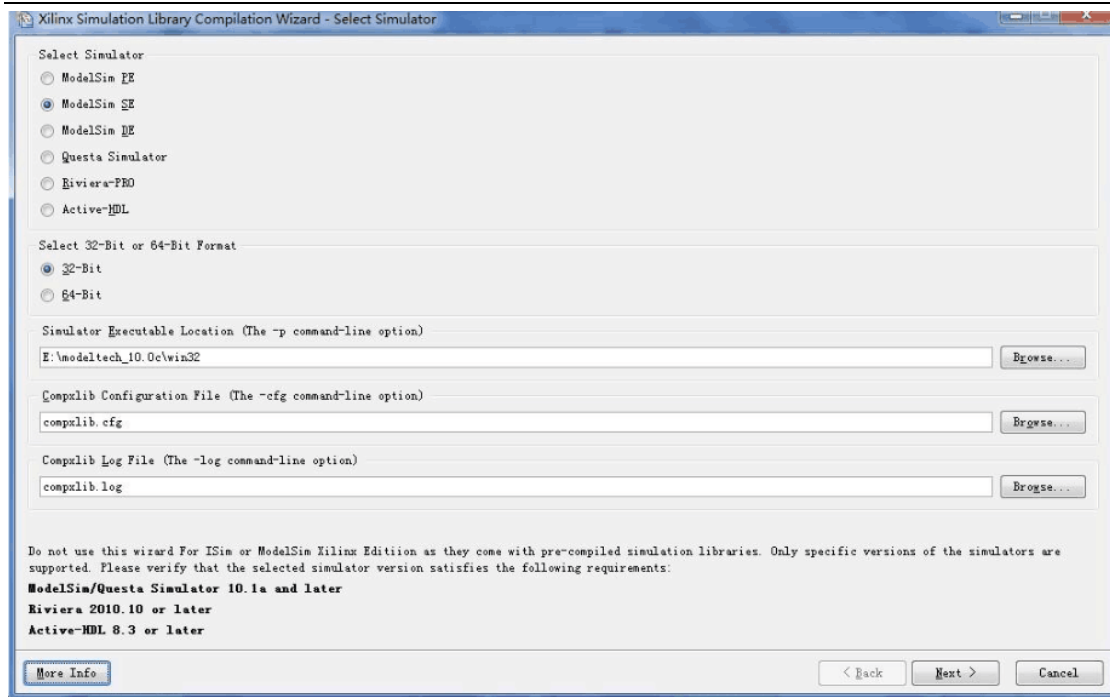 Xilinx Simulation Library Compilation Wizard - Select Simulator
Select Simulator
ModelSim PE
ModelSim SE
ModelSim DE
Questa Simulator
Riviera-PRO
Active-HDL
Select 32-Bit or 64-Bit Format
32-Bit
64-Bit
Simulator Executable Location (The -p command-line option)
E:\modeltech_10.0c\win32
Browse...
Compxlib Configuration File (The -cfg command-line option)
compxlib.cfg
Browse...
Compxlib Log File (The -log command-line option)
compxlib.log
Browse...
Do not use this wizard For ISim or ModelSim Xilinx Editiion as they come with pre-compiled simulation libraries. Only specific versions of the simulators are
supported. Please verify that the selected simulator version satisfies the following requirements:
ModelSim/Questa Simulator 10.1a and later
Riviera 2010.10 or later
Active-HDL 8.3 or later
More Info
< Back
Next >
Cancel